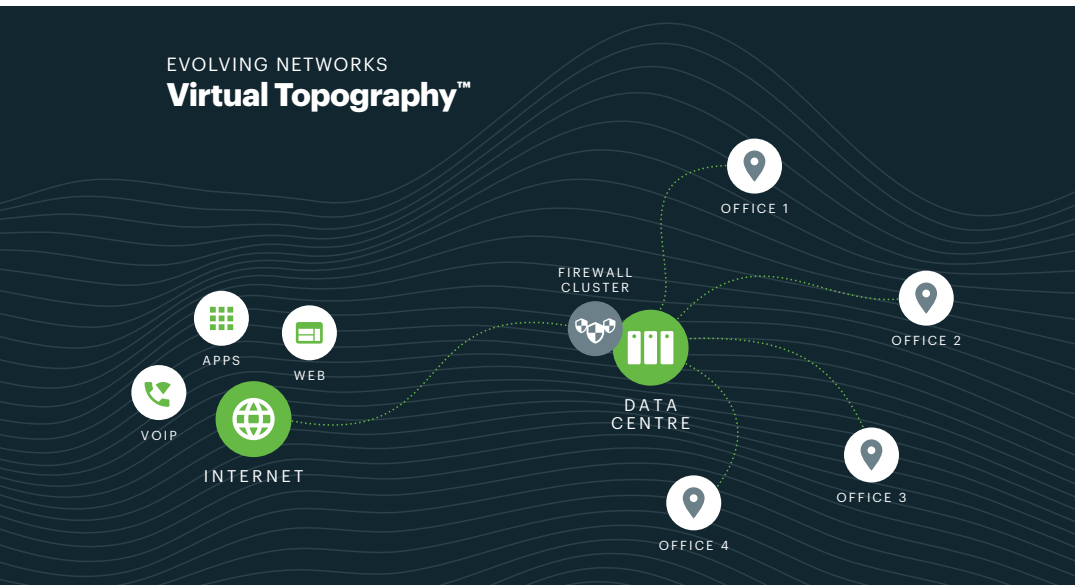 EVOLVING NETWORKS
Virtual Topography™
OFFICE 1
FIREWALL
CLUSTER
OFFICE 2
APPS
WEB
DATA
CENTRE
VOIP
INTERNET
OFFICE 3
OFFICE 4